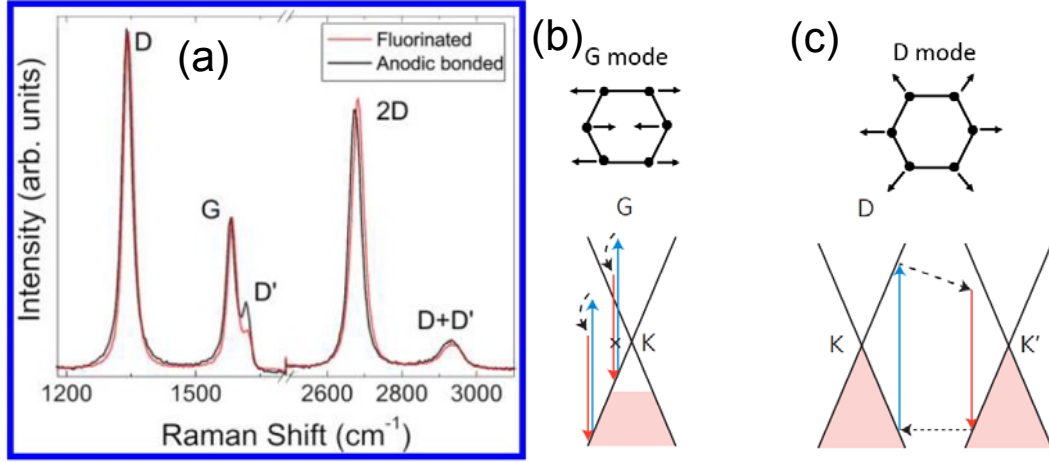 (a)
Fluorinated
Anodic bonded
D
G
D'
2D
D+D'
Intensity (arb. units)
1200 1500 2600 2800 3000
Raman Shift (cm⁻¹)
(b)
G mode
G
K
(c)
D mode
D
K
K'